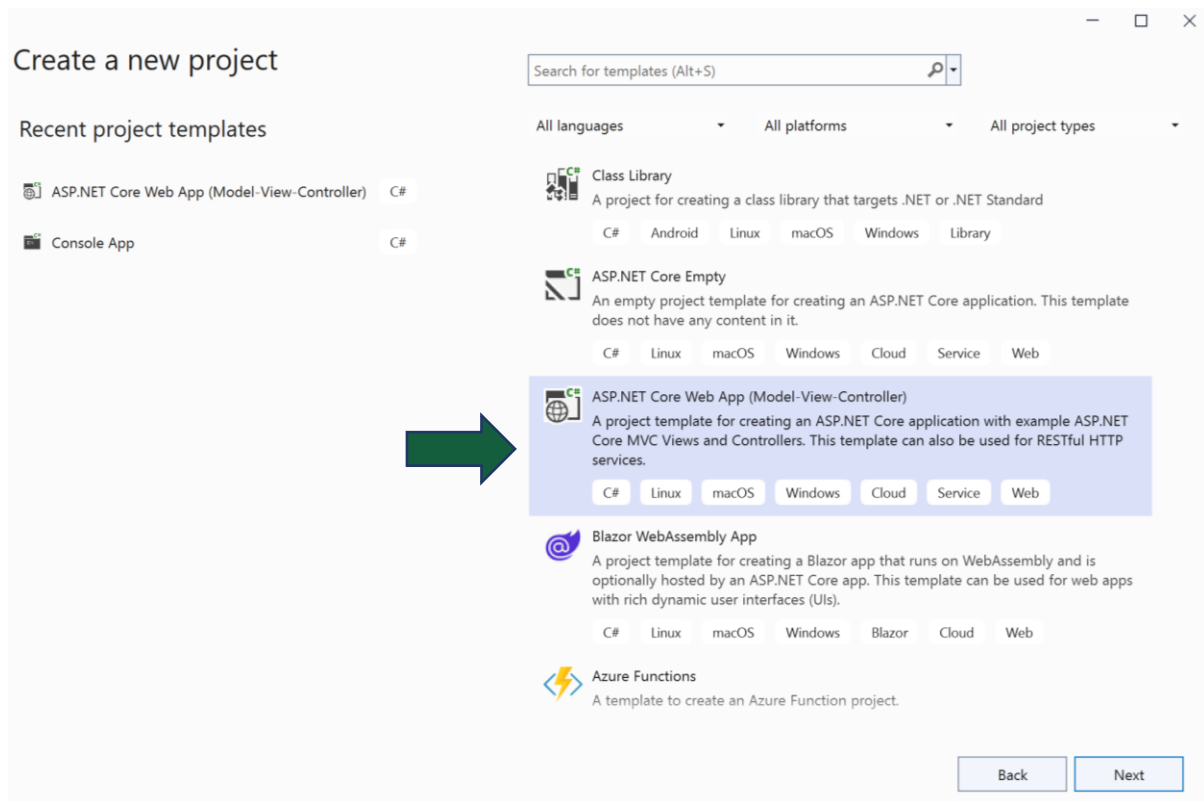 Create a new project
Recent project templates
ASP.NET Core Web App (Model-View-Controller) C#
Console App C#
Search for templates (Alt+S)
All languages All platforms All project types
C#
Class Library
A project for creating a class library that targets .NET or .NET Standard
C# Android Linux macOS Windows Library
C#
ASP.NET Core Empty
An empty project template for creating an ASP.NET Core application. This template
does not have any content in it.
C# Linux macOS Windows Cloud Service Web
C#
ASP.NET Core Web App (Model-View-Controller)
A project template for creating an ASP.NET Core application with example ASP.NET
Core MVC Views and Controllers. This template can also be used for RESTful HTTP
services.
C# Linux macOS Windows Cloud Service Web
Blazor WebAssembly App
A project template for creating a Blazor app that runs on WebAssembly and is
optionally hosted by an ASP.NET Core app. This template can be used for web apps
with rich dynamic user interfaces (UIs).
C# Linux macOS Windows Blazor Cloud Web
Azure Functions
A template to create an Azure Function project.
Back Next